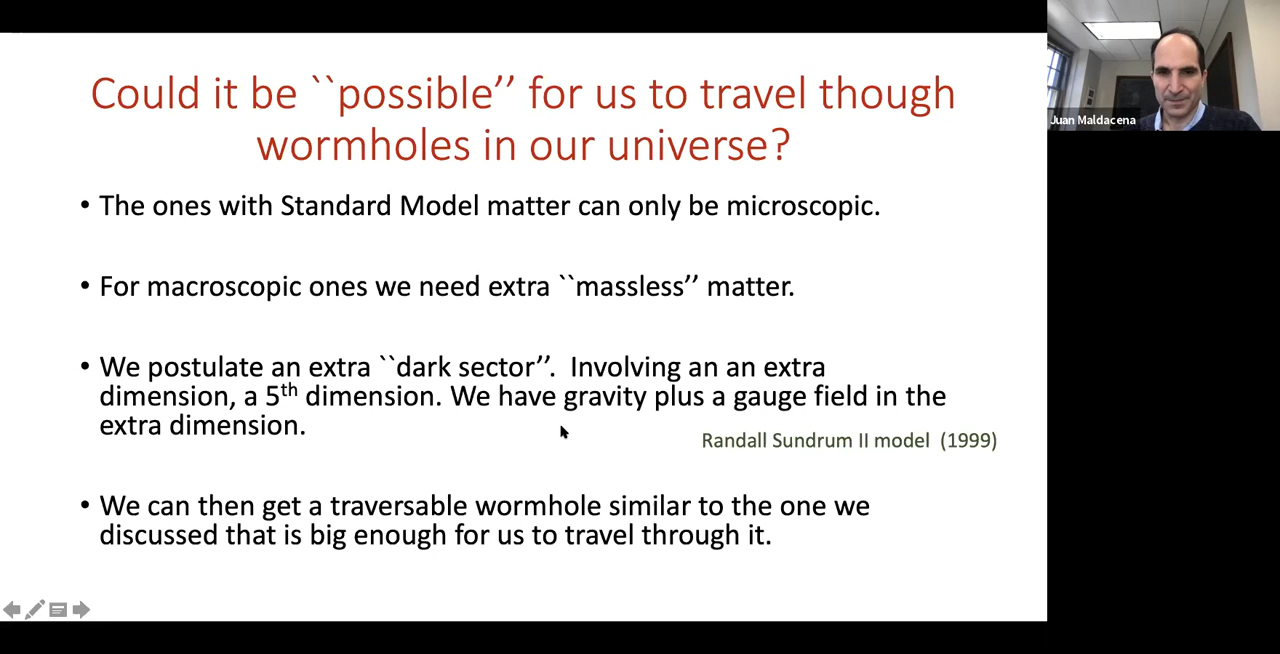 Could it be ``possible’’ for us to travel though
wormholes in our universe?
• The ones with Standard Model matter can only be microscopic.
• For macroscopic ones we need extra ``massless’’ matter.
• We postulate an extra ``dark sector’’. Involving an an extra
dimension, a 5th dimension. We have gravity plus a gauge field in the
extra dimension.
Randall Sundrum II model (1999)
• We can then get a traversable wormhole similar to the one we
discussed that is big enough for us to travel through it.
Juan Maldacena